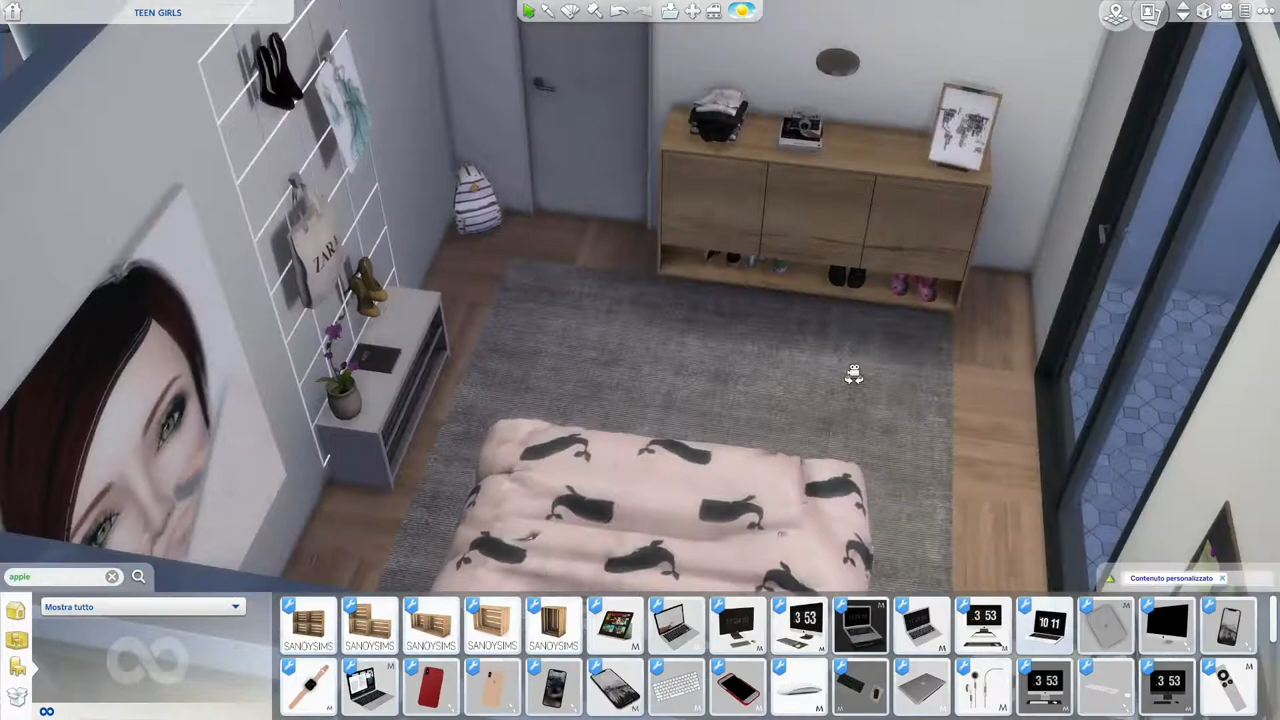 TEEN GIRLS
ZARA
apple
Contenuto personalizzato
Mostra tutto
SANOYSIMS SANOYSIMS SANOYSIMS SANOYSIMS SANOYSIMS M M M 3 53 M M M 3 53 M 10 11 M M
M M M M M M M 3 53 M 3 53 M M